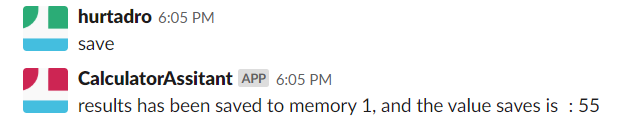 hurtadro 6:05 PM
save
CalculatorAssitant APP 6:05 PM
results has been saved to memory 1, and the value saves is : 55